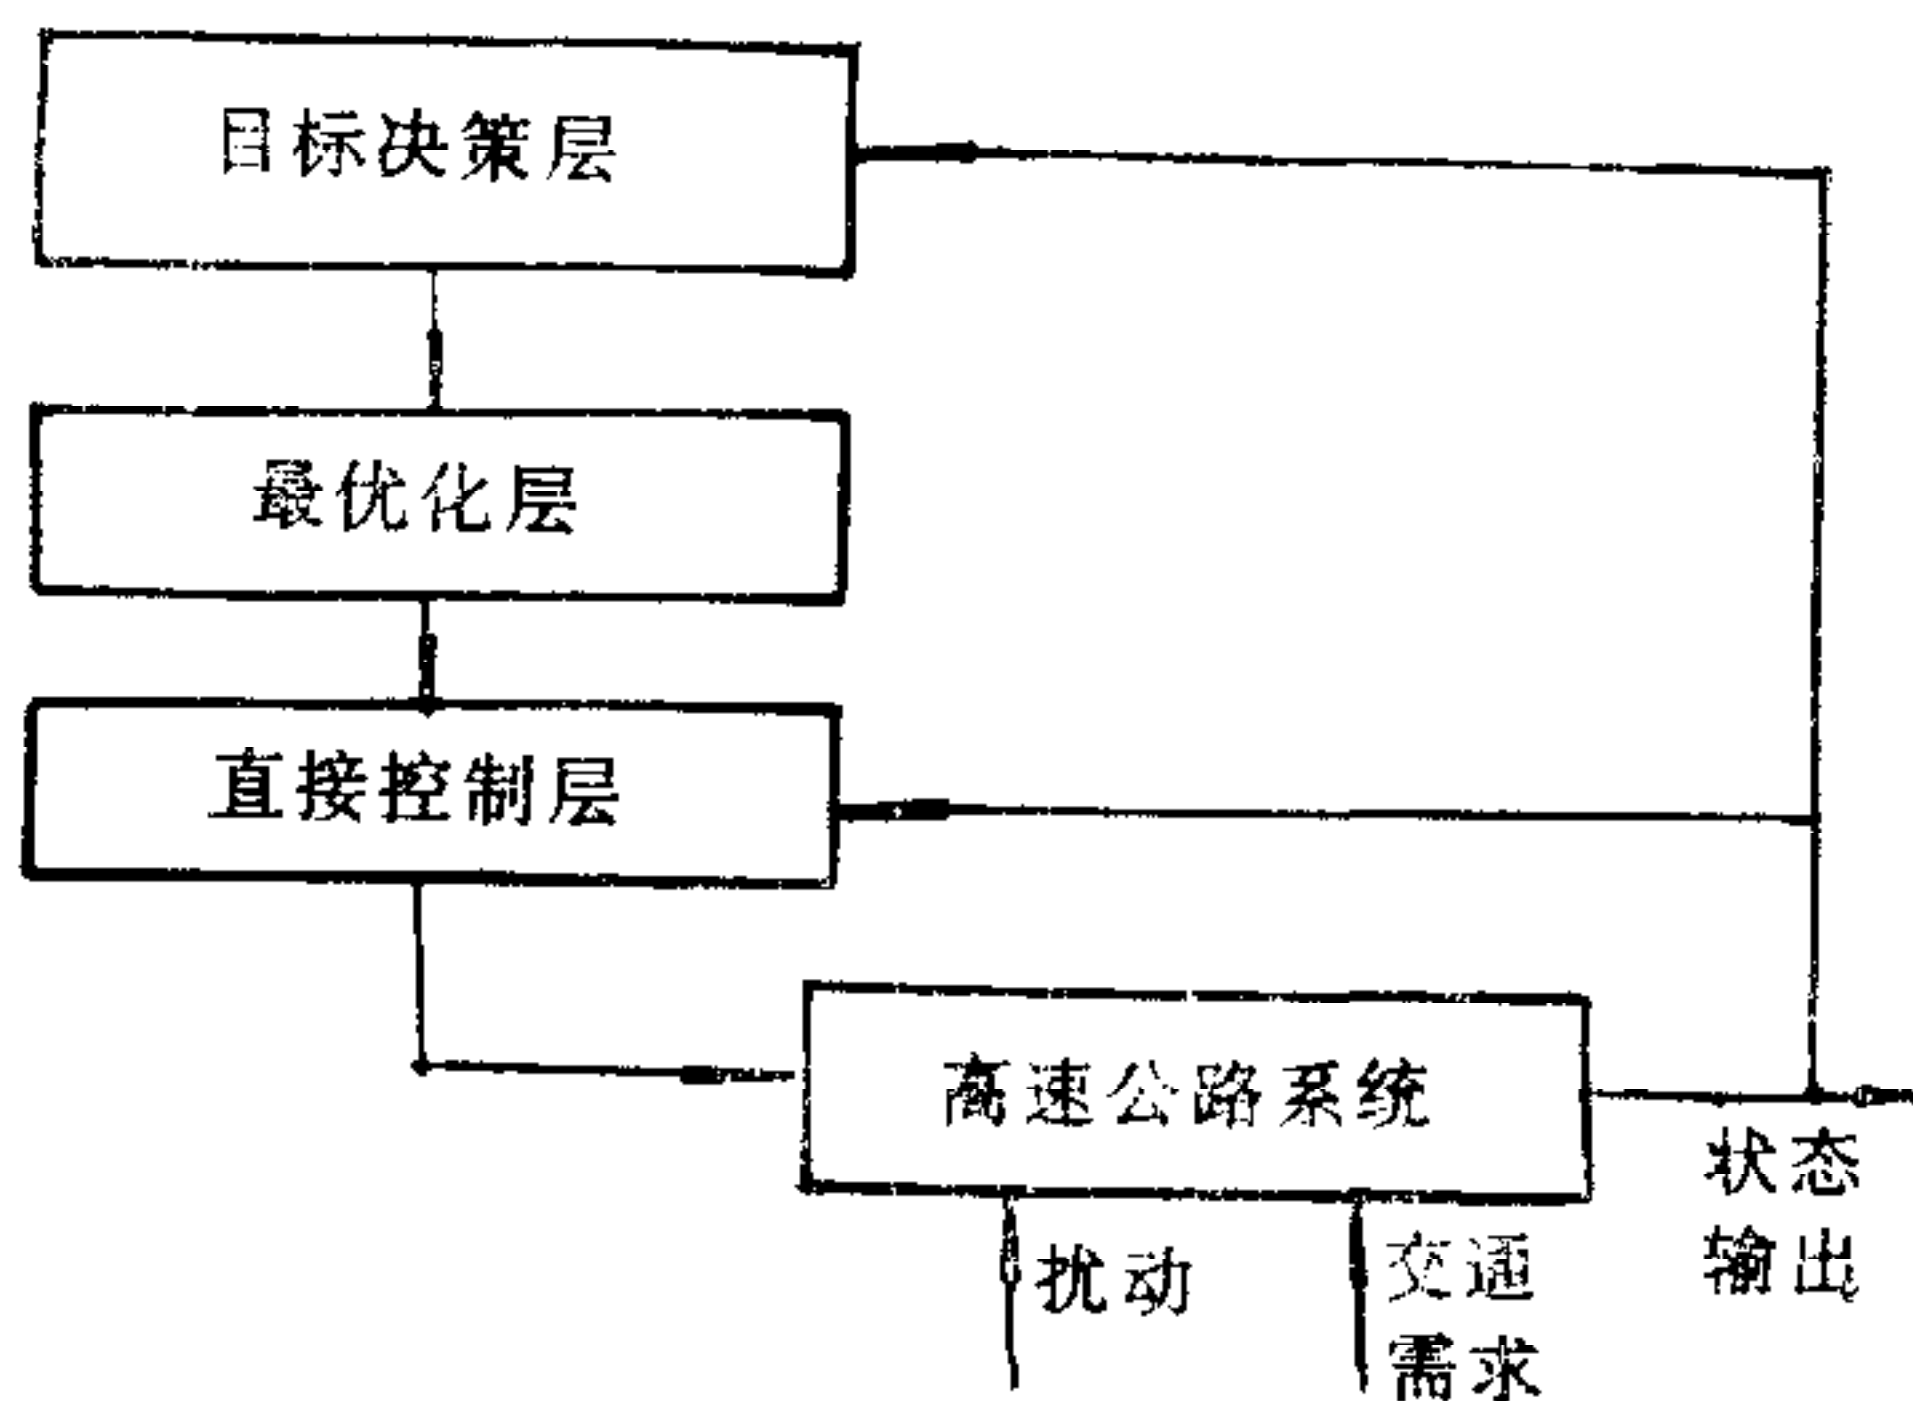 目标决策层
最优化层
直接控制层
高速公路系统
状态
输出
扰动
交通
需求